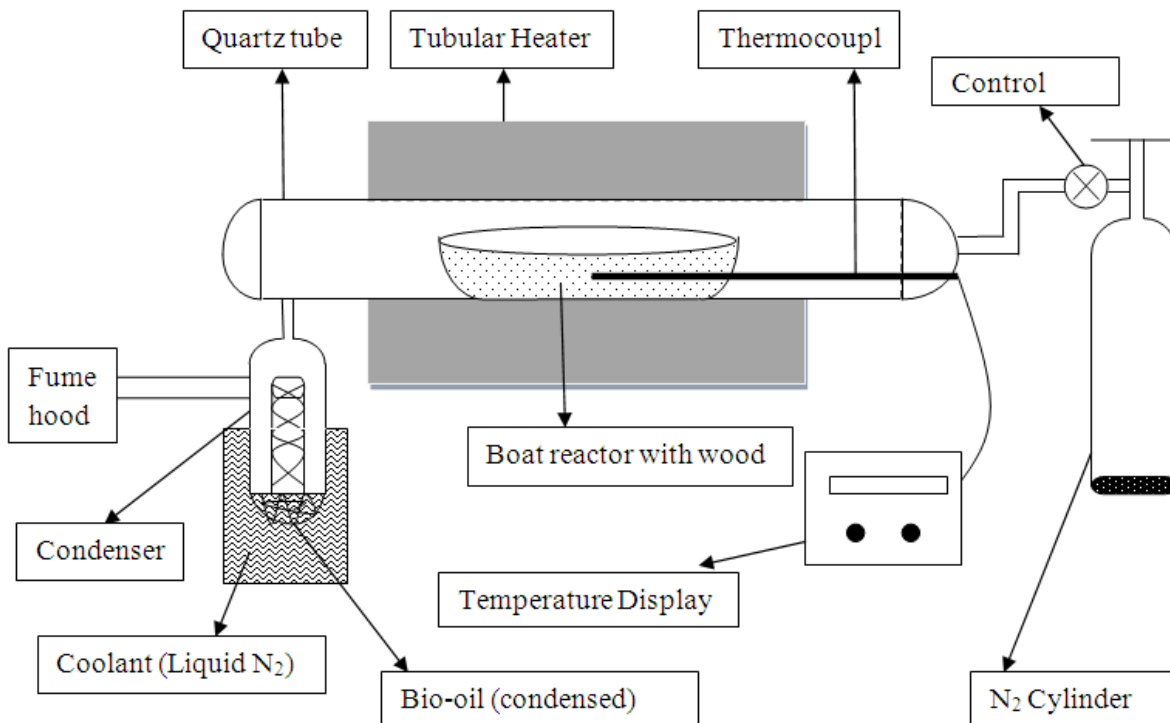 Quartz tube
Tubular Heater
Thermocoupl
Control
Fume
hood
Boat reactor with wood
Condenser
Temperature Display
Coolant (Liquid N₂)
Bio-oil (condensed)
N₂ Cylinder